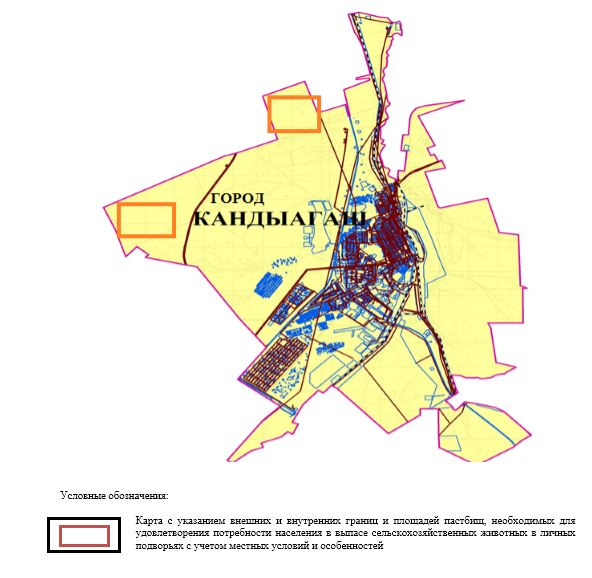 ГОРОД
КАНДЫАГАШ
Условные обозначения:
Карта с указанием внешних и внутренних границ и площадей пастбищ, необходимых для
удовлетворения потребности населения в выпасе сельскохозяйственных животных в личных
подворьях с учетом местных условий и особенностей